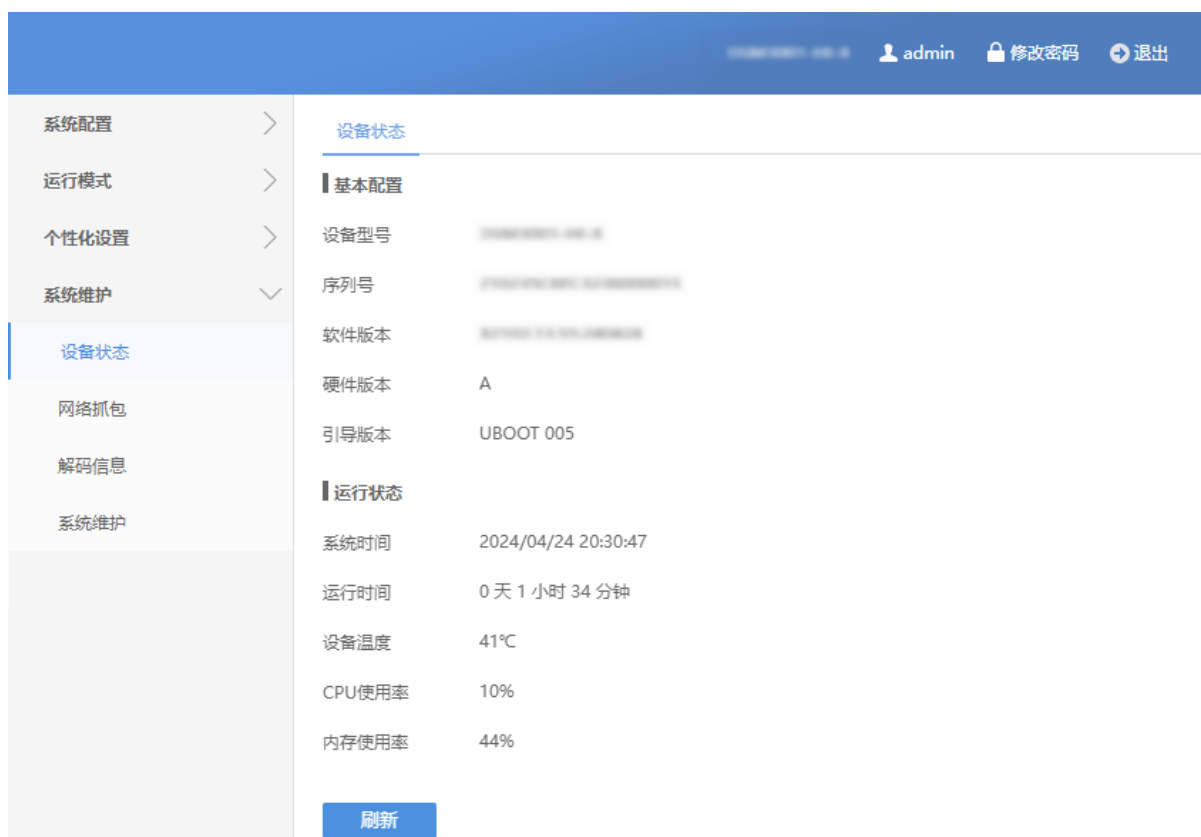 admin 修改密码 退出
系统配置
运行模式
个性化设置
系统维护
设备状态
网络抓包
解码信息
系统维护
设备状态
基本配置
设备型号
序列号
软件版本
硬件版本 A
引导版本 UBOOT 005
运行状态
系统时间 2024/04/24 20:30:47
运行时间 0 天 1 小时 34 分钟
设备温度 41℃
CPU使用率 10%
内存使用率 44%
刷新